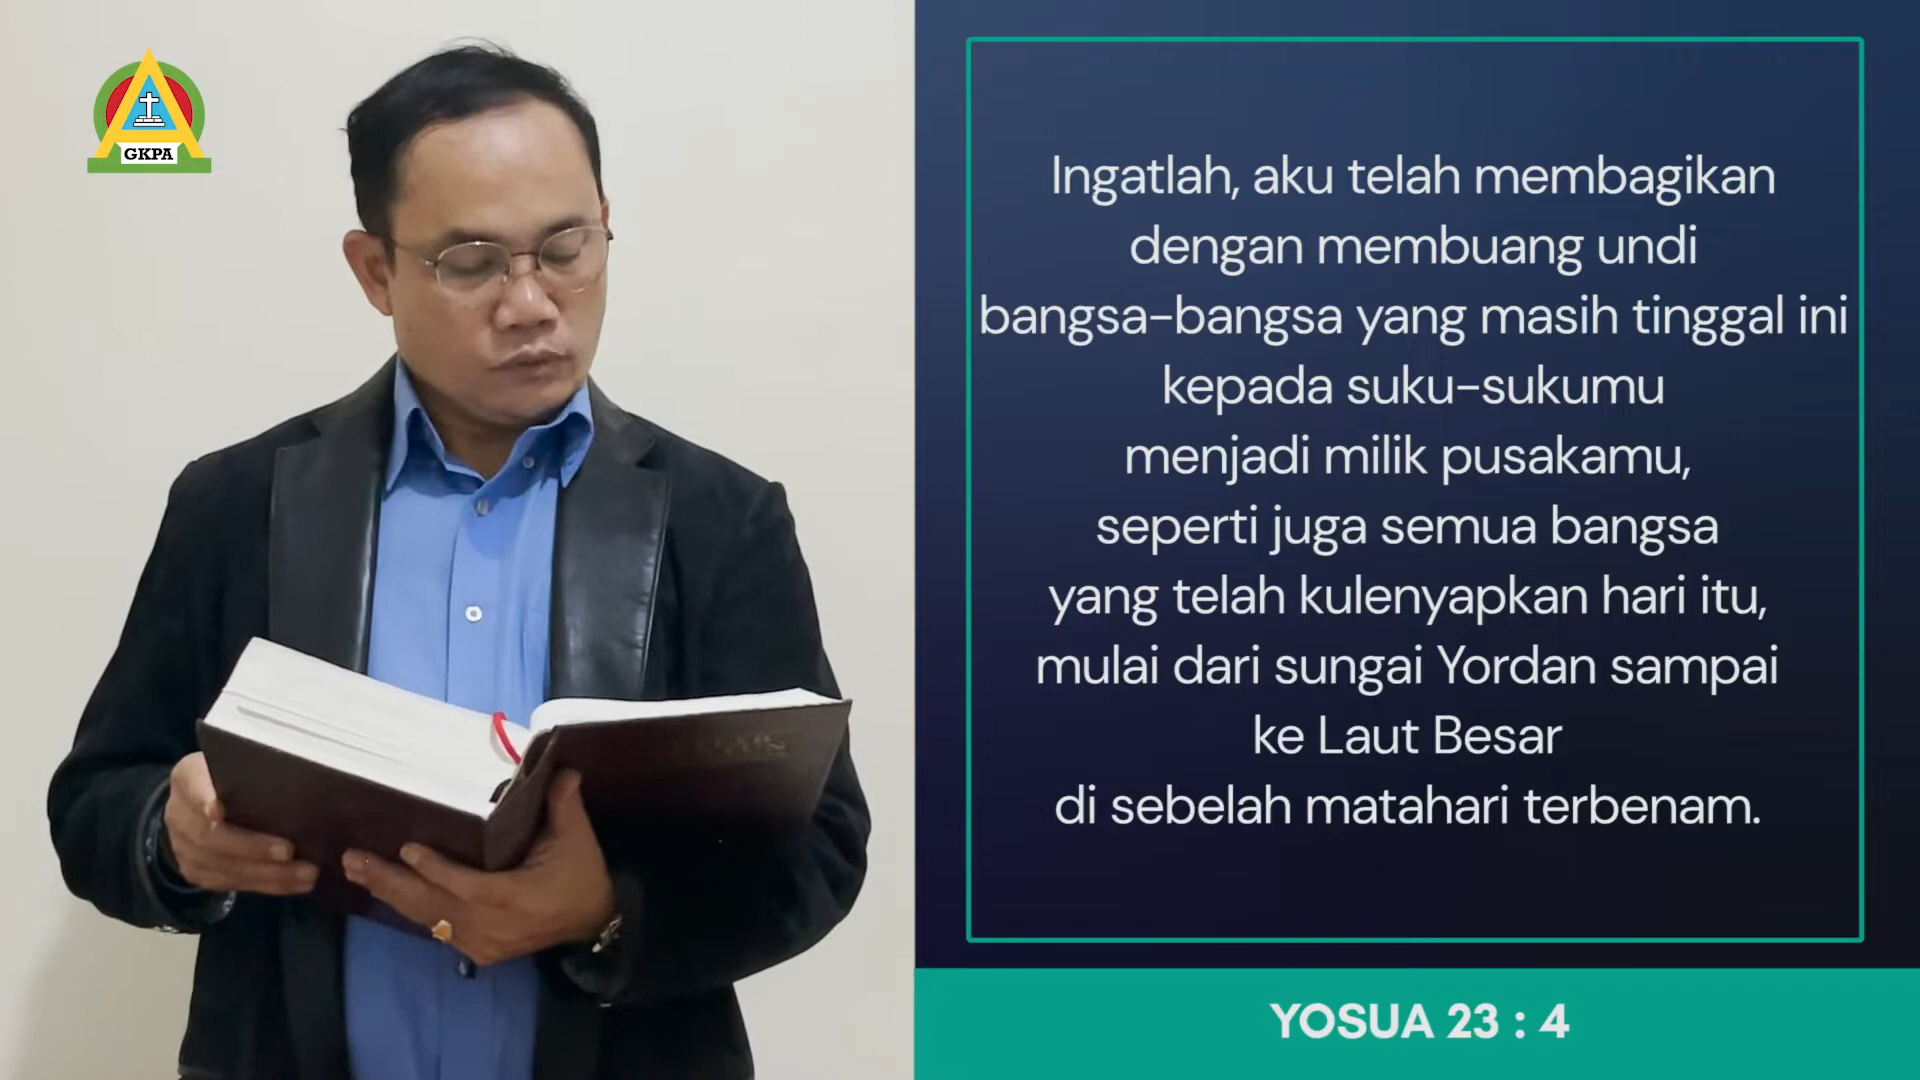 GKPA
Ingatlah, aku telah membagikan
dengan membuang undi
bangsa-bangsa yang masih tinggal ini
kepada suku-sukumu
menjadi milik pusakamu,
seperti juga semua bangsa
yang telah kulenyapkan hari itu,
mulai dari sungai Yordan sampai
ke Laut Besar
di sebelah matahari terbenam.
YOSUA 23 : 4